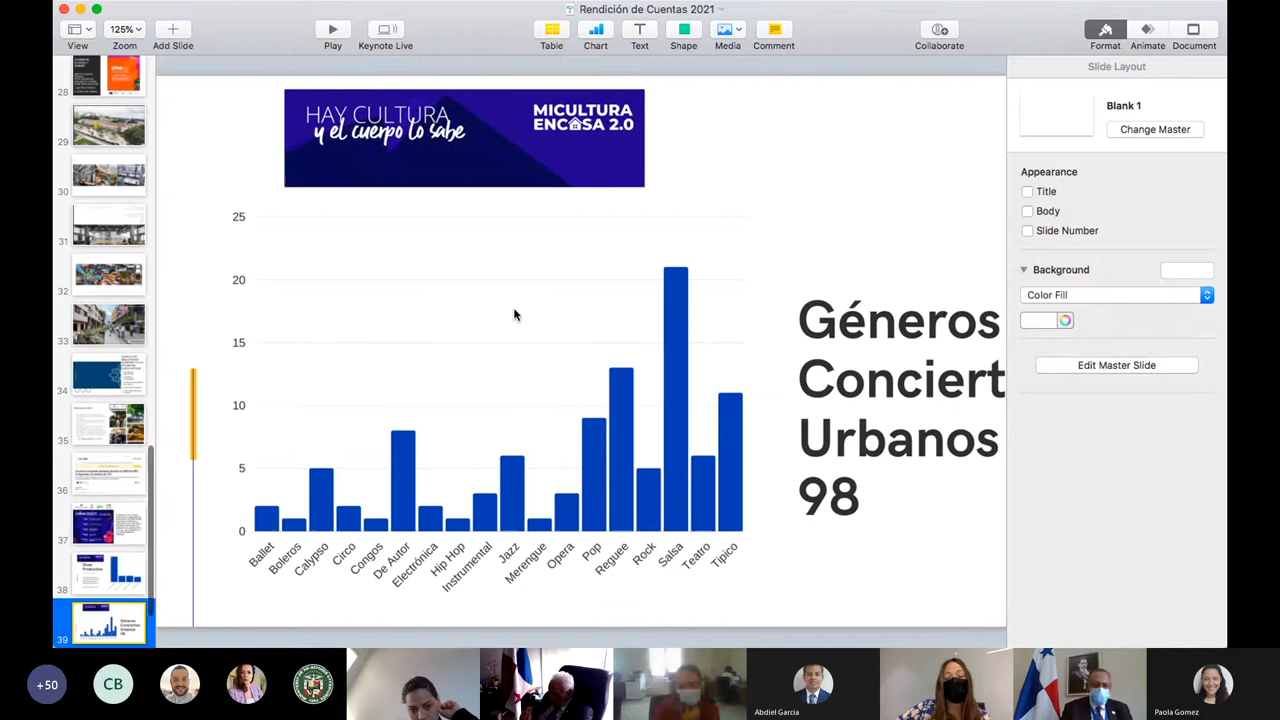 Rendición de Cuentas 2021
125%
View
Zoom
Add Slide
Play
Keynote Live
Table
Chart
Text
Shape
Media
Comment
Collaborate
Format
Animate
Document
Slide Layout
Blank 1
Change Master
Appearance
Title
Body
Slide Number
Background
Color Fill
Edit Master Slide
28
29
30
31
32
33
34
35
36
37
38
39
HAY CULTURA
y el cuerpo lo sabe
MICULTURA
ENCASA 2.0
25
20
15
10
5
0
Ballet
Boleros
Calypso
Circo
Congos
De Autor
Electrónica
Hip Hop
Instrumental
Jazz
Merengue
Opera
Pop
Reguee
Rock
Salsa
Teatro
Tipico
Géneros
Conciert
Urbanos
98
Géneros
Conciertos
Urbanos
98
+50
CB
Abdiel Garcia
Paola Gomez